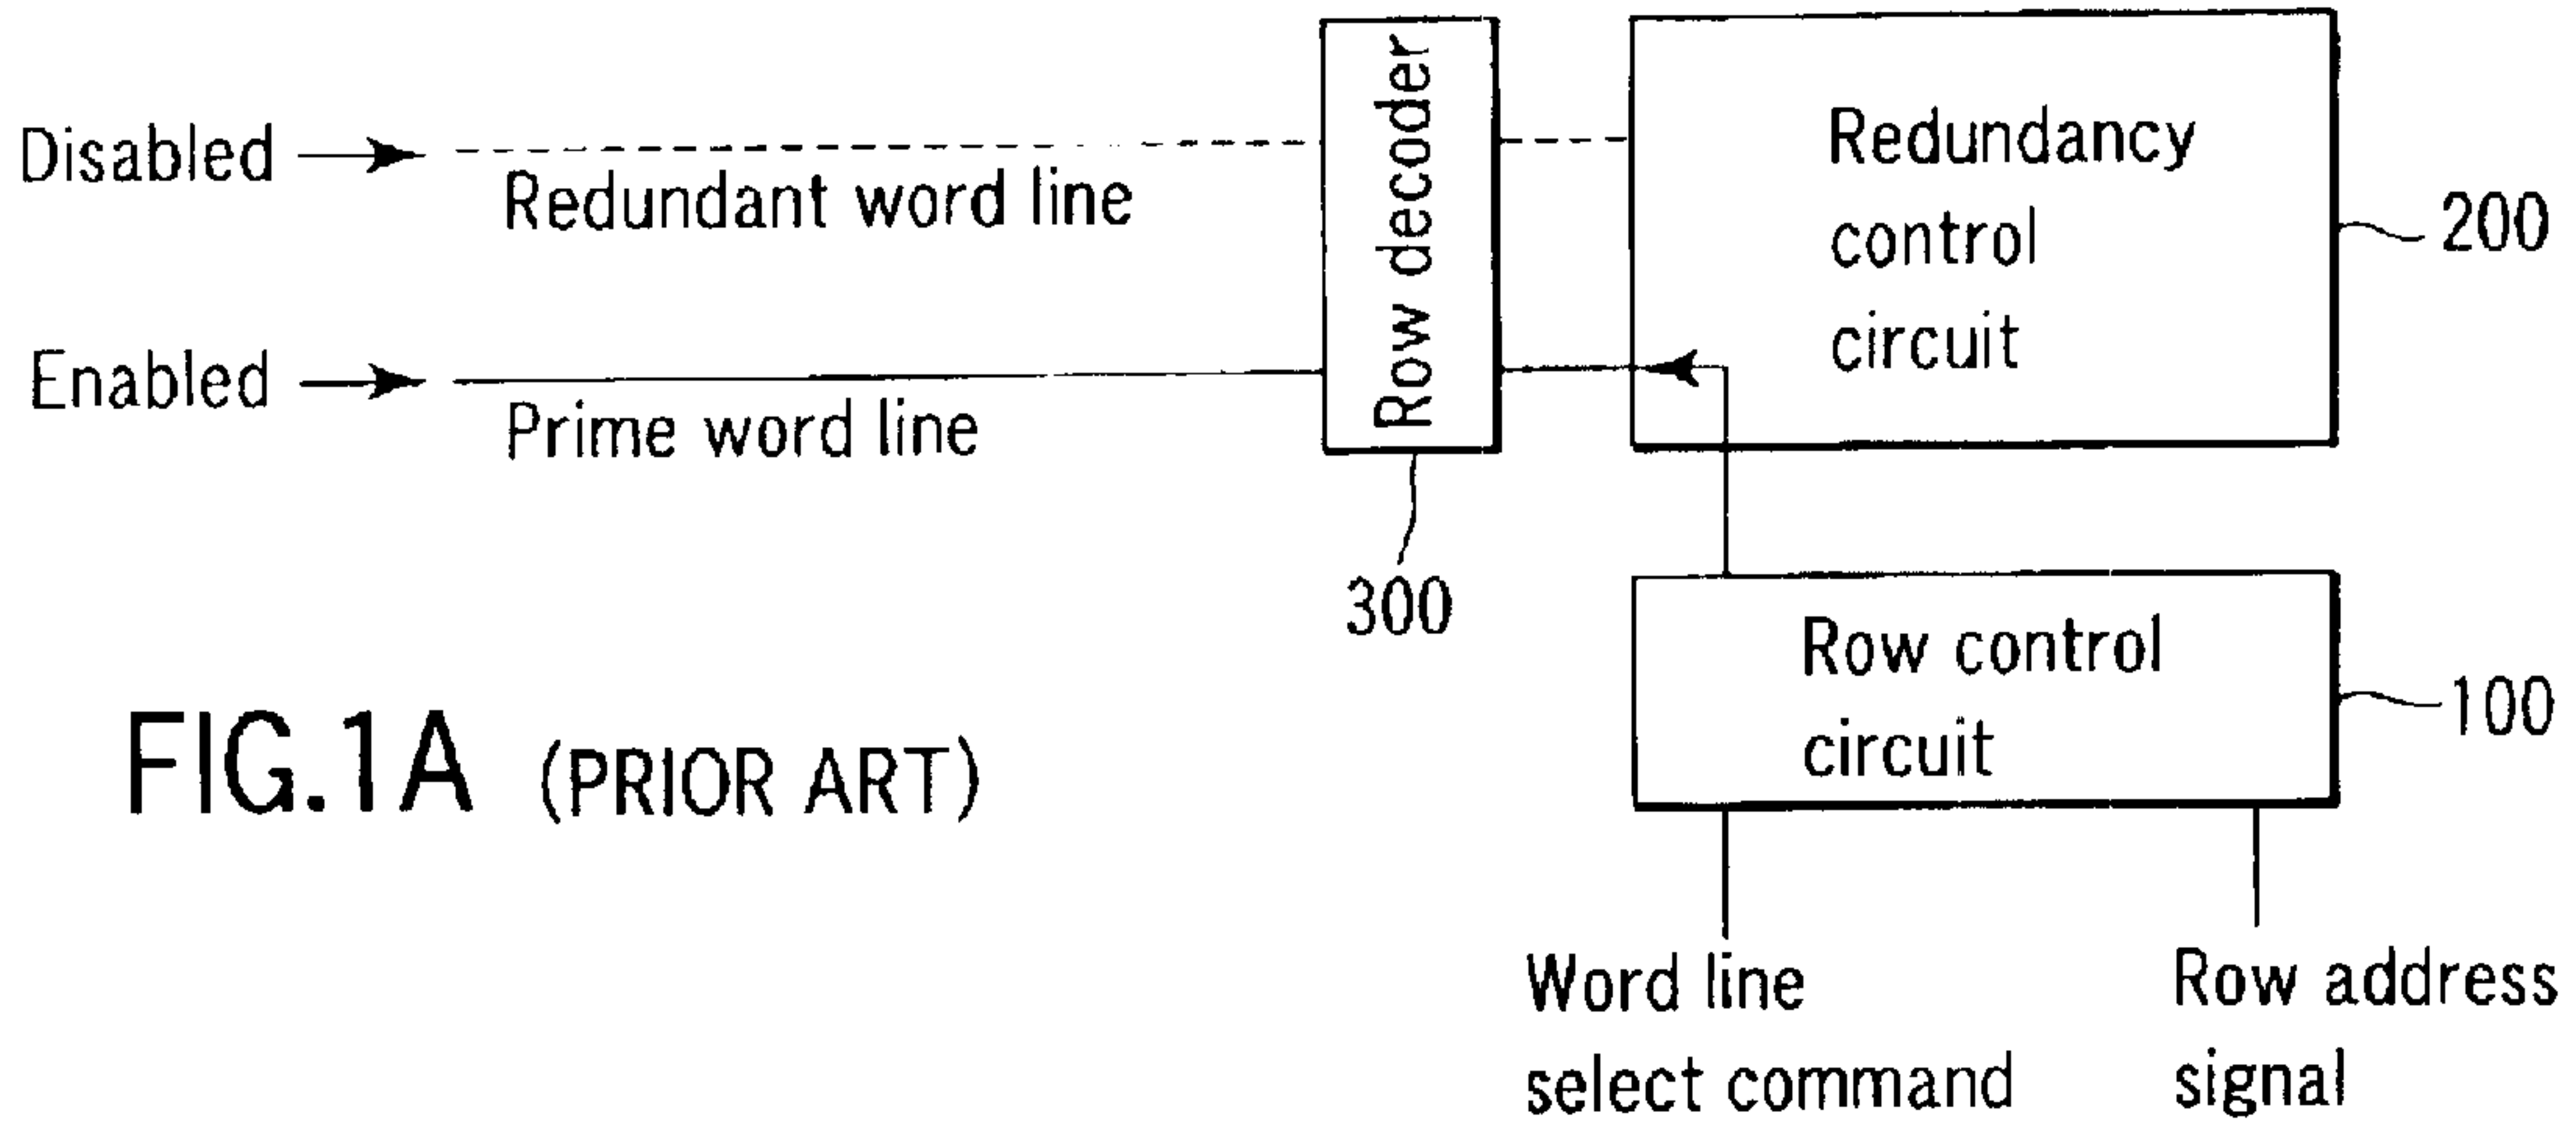 Disabled
Redundant word line
Enabled
Prime word line
Row decoder
300
Redundancy
control
circuit
200
Row control
circuit
100
Word line
select command
Row address
signal
FIG.1A (PRIOR ART)